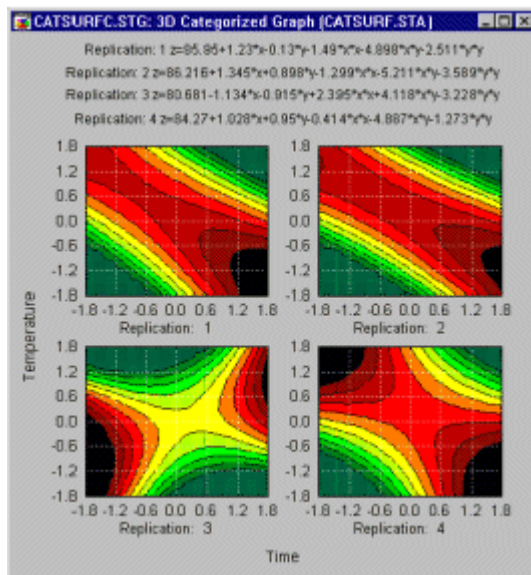 CATSURFC.STG: 3D Categorized Graph (CATSURF.STA)
Replication: 1 z=85.85+1.23*x-0.13*y-1.49*x*x-4.898*x*y-2.511*y*y
Replication: 2 z=86.216+1.345*x+0.898*y-1.299*x*x-5.211*x*y-3.589*y*y
Replication: 3 z=80.681-1.134*x-0.915*y+2.395*x*x+4.118*x*y-3.228*y*y
Replication: 4 z=84.27+1.028*x+0.95*y-0.414*x*x-4.887*x*y-1.273*y*y
Temperature
1.8
1.2
0.6
0.0
-0.6
-1.2
-1.8
-1.8 -1.2 -0.6 0.0 0.6 1.2 1.8
Replication: 1
1.8
1.2
0.6
0.0
-0.6
-1.2
-1.8
-1.8 -1.2 -0.6 0.0 0.6 1.2 1.8
Replication: 2
1.8
1.2
0.6
0.0
-0.6
-1.2
-1.8
-1.8 -1.2 -0.6 0.0 0.6 1.2 1.8
Replication: 3
1.8
1.2
0.6
0.0
-0.6
-1.2
-1.8
-1.8 -1.2 -0.6 0.0 0.6 1.2 1.8
Replication: 4
Time